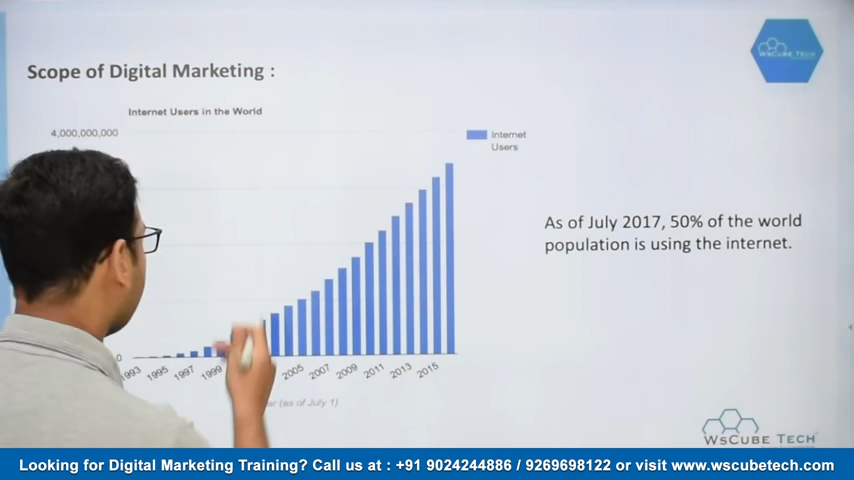 Scope of Digital Marketing :
WSCUBE TECH
Internet Users in the World
4,000,000,000
Internet
Users
As of July 2017, 50% of the world
population is using the internet.
0
1993 1995 1997 1999 2005 2007 2009 2011 2013 2015
(as of July 1)
WSCUBE TECH
Looking for Digital Marketing Training? Call us at : +91 9024244886 / 9269698122 or visit www.wscubetech.com